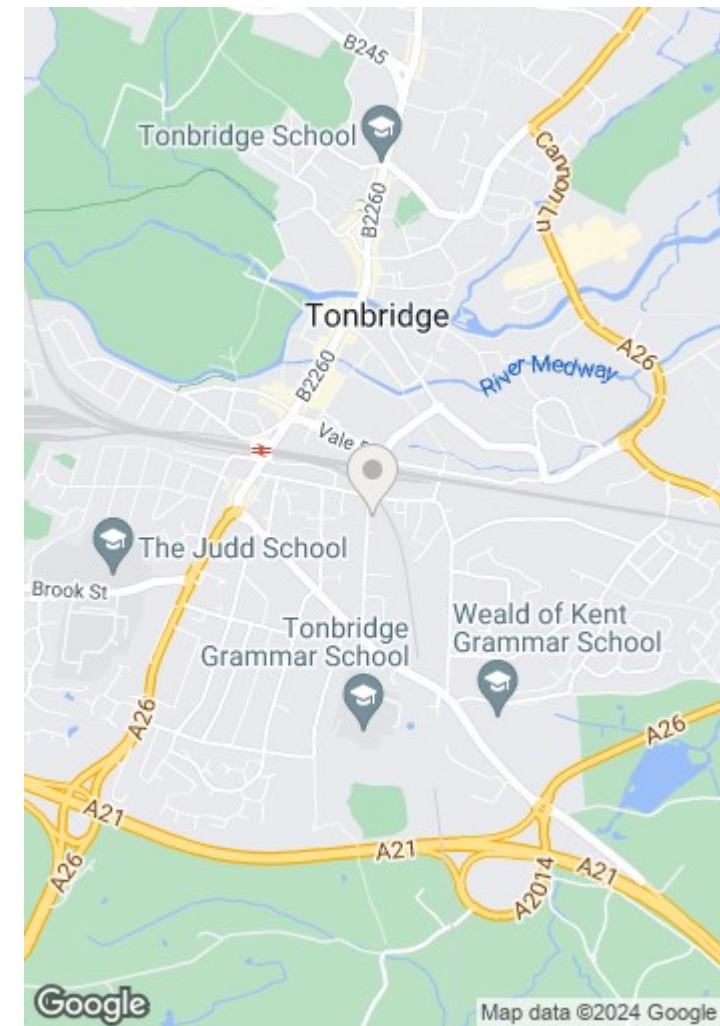 B245
Tonbridge School
Cannon Ln
B2260
Tonbridge
A26
River Medway
B2260
Vale
The Judd School
Brook St
Tonbridge
Grammar School
Weald of Kent
Grammar School
A26
A26
A21
A21
A21
A26
A2014
Google
Map data ©2024 Google